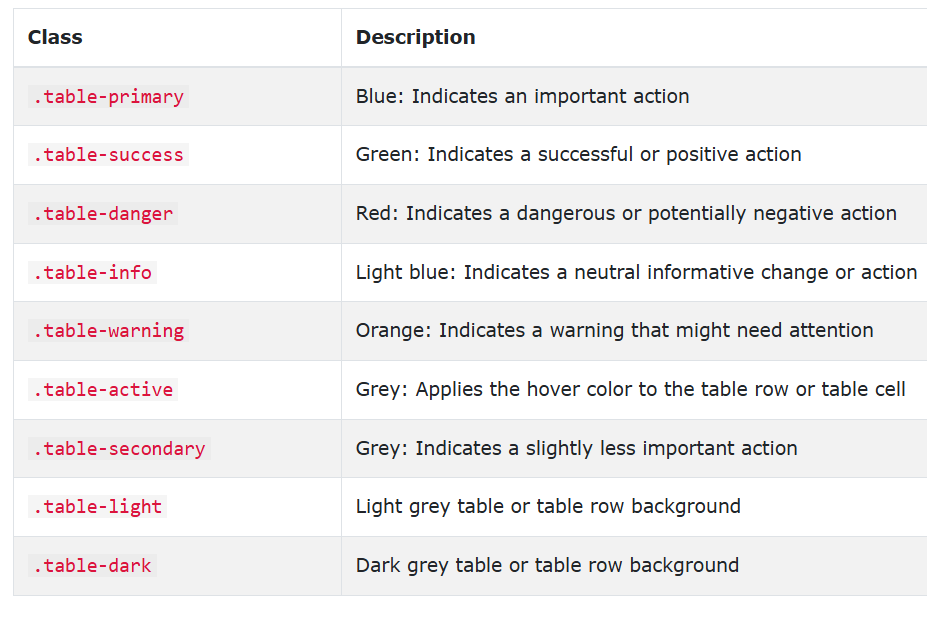 Class Description
.table-primary Blue: Indicates an important action
.table-success Green: Indicates a successful or positive action
.table-danger Red: Indicates a dangerous or potentially negative action
.table-info Light blue: Indicates a neutral informative change or action
.table-warning Orange: Indicates a warning that might need attention
.table-active Grey: Applies the hover color to the table row or table cell
.table-secondary Grey: Indicates a slightly less important action
.table-light Light grey table or table row background
.table-dark Dark grey table or table row background